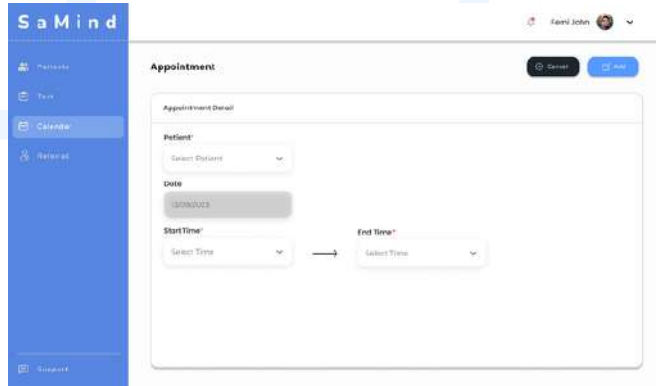 SaMind
Femi John
Patients
Test
Calendar
Referral
Support
Appointment
Cancel
Add
Appointment Detail
Patient*
Select Patient
Date
Start Time*
End Time*
Select Time
Select Time